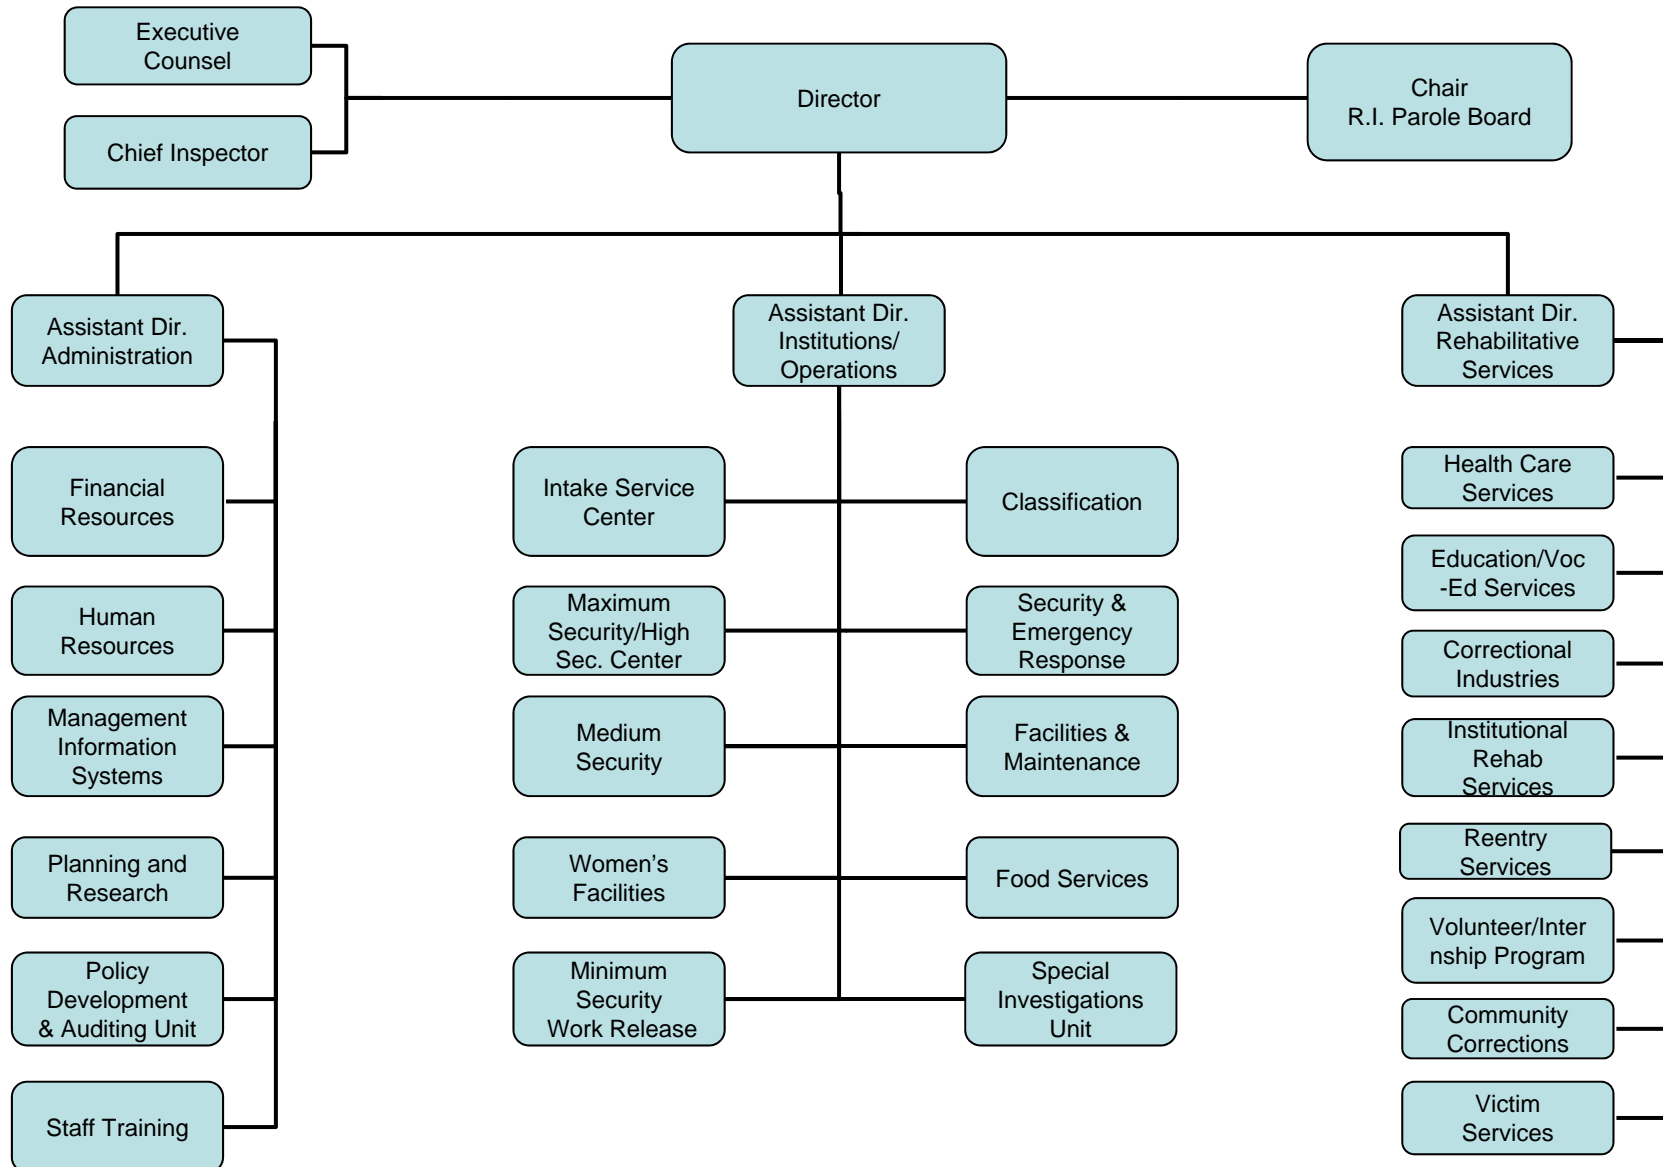 Executive
Counsel
Director
Chair
R.I. Parole Board
Chief Inspector
Assistant Dir.
Administration
Assistant Dir.
Institutions/
Operations
Assistant Dir.
Rehabilitative
Services
Financial
Resources
Human
Resources
Management
Information
Systems
Planning and
Research
Policy
Development
& Auditing Unit
Staff Training
Intake Service
Center
Maximum
Security/High
Sec. Center
Medium
Security
Women’s
Facilities
Minimum
Security
Work Release
Classification
Security &
Emergency
Response
Facilities &
Maintenance
Food Services
Special
Investigations
Unit
Health Care
Services
Education/Voc
-Ed Services
Correctional
Industries
Institutional
Rehab
Services
Reentry
Services
Volunteer/Inter
nship Program
Community
Corrections
Victim
Services